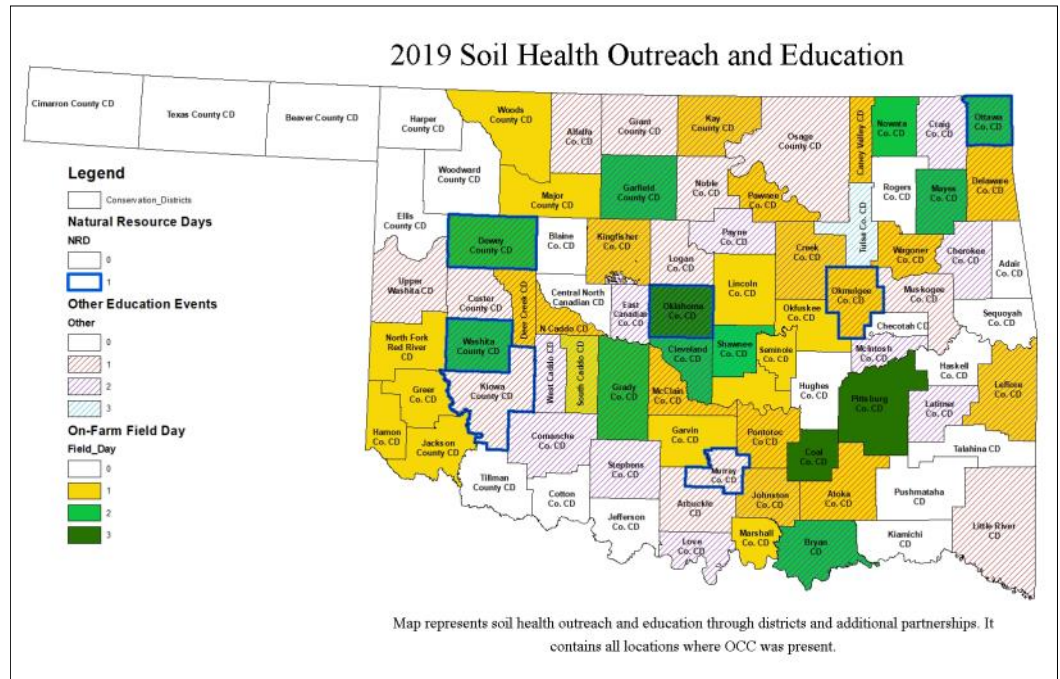 2019 Soil Health Outreach and Education
Cimarron County CD
Texas County CD
Beaver County CD
Harper
County CD
Woods
County CD
Alfalfa
Co. CD
Grant
County CD
Kay
County CD
Osage
County CD
Caney Valley CD
Nowata
Co. CD
Craig
Co. CD
Ottawa
Co. CD
Woodward
County CD
Major
County CD
Garfield
Co. CD
Noble
Co. CD
Pawnee
Co. CD
Rogers
Co. CD
Mayes
Co. CD
Delaware
Co. CD
Ellis
County CD
Dewey
County CD
Blaine
Co. CD
Kingfisher
Co. CD
Logan
Co. CD
Payne
Co. CD
Creek
Co. CD
Tulsa Co. CD
Wagoner
Co. CD
Cherokee
Co. CD
Adair
Co. CD
Upper
Washita CD
Custer
County CD
Deer Creek CD
Central North
Canadian CD
East
Canadian
Co. CD
Oklahoma
Co. CD
Lincoln
Co. CD
Okfuskee
Co. CD
Okmulgee
Co. CD
Muskogee
Co. CD
Sequoyah
Co. CD
Checotah CD
North Fork
Red River
CD
Washita
County CD
N Caddo CD
West Caddo CD
South Caddo CD
Grady
Co. CD
Cleveland
Co. CD
Shawnee
Co. CD
Seminole
Co. CD
Hughes
Co. CD
McIntosh
Co. CD
Haskell
Co. CD
Leflore
Co. CD
Greer
Co. CD
Kiowa
County CD
McClain
Co. CD
Pittsburg
Co. CD
Latimer
Co. CD
Harmon
Co. CD
Jackson
County CD
Comanche
Co. CD
Stephens
Co. CD
Garvin
Co. CD
Pontotoc
Co. CD
Coal
Co. CD
Talahina CD
Tillman
County CD
Cotton
Co. CD
Jefferson
Co. CD
Murray
Co. CD
Arbuckle
CD
Johnston
Co. CD
Atoka
Co. CD
Pushmataha
CD
Little River
CD
Love
Co. CD
Marshall
Co. CD
Bryan
Co. CD
Kiamichi
CD
Legend
Conservation_Districts
Natural Resource Days
NRD
0
1
Other Education Events
Other
0
1
2
3
On-Farm Field Day
Field_Day
0
1
2
3
Map represents soil health outreach and education through districts and additional partnerships. It
contains all locations where OCC was present.